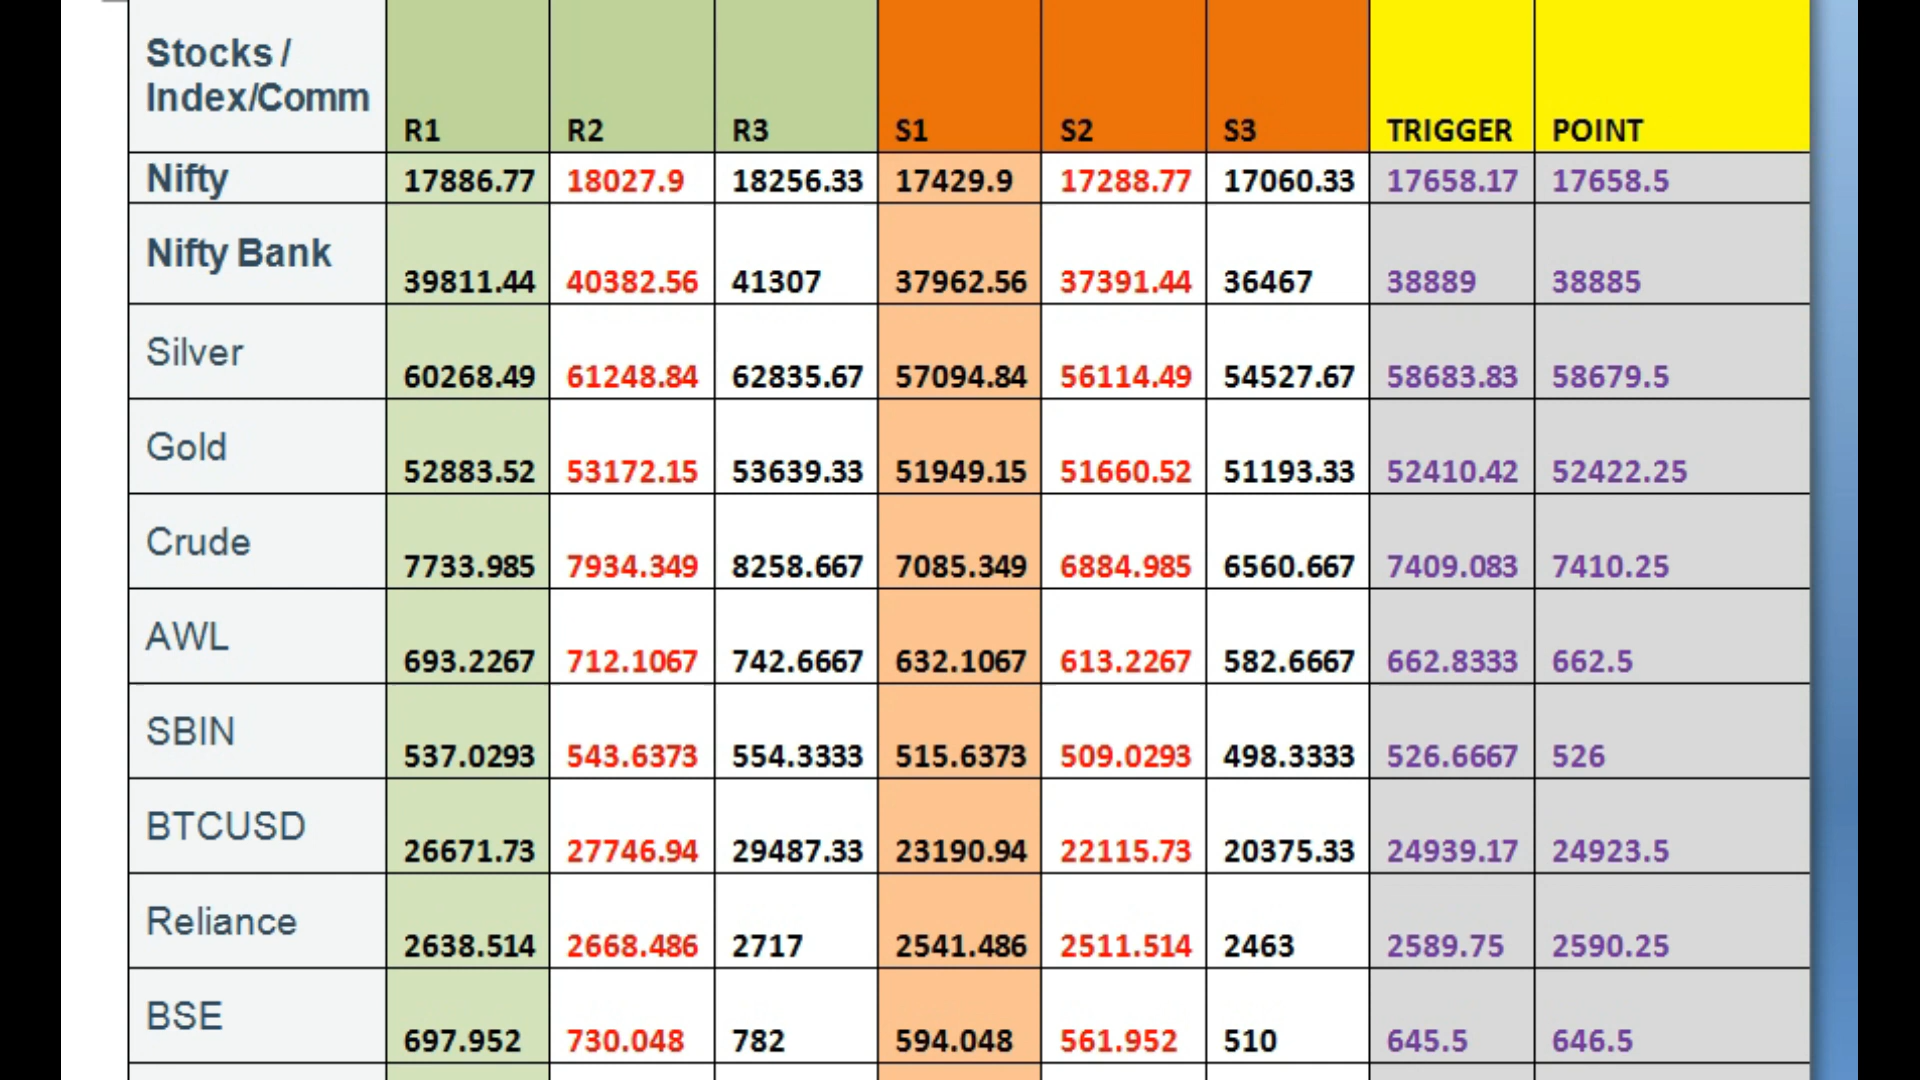 Stocks /
Index/Comm R1 R2 R3 S1 S2 S3 TRIGGER POINT
Nifty 17886.77 18027.9 18256.33 17429.9 17288.77 17060.33 17658.17 17658.5
Nifty Bank 39811.44 40382.56 41307 37962.56 37391.44 36467 38889 38885
Silver 60268.49 61248.84 62835.67 57094.84 56114.49 54527.67 58683.83 58679.5
Gold 52883.52 53172.15 53639.33 51949.15 51660.52 51193.33 52410.42 52422.25
Crude 7733.985 7934.349 8258.667 7085.349 6884.985 6560.667 7409.083 7410.25
AWL 693.2267 712.1067 742.6667 632.1067 613.2267 582.6667 662.8333 662.5
SBIN 537.0293 543.6373 554.3333 515.6373 509.0293 498.3333 526.6667 526
BTCUSD 26671.73 27746.94 29487.33 23190.94 22115.73 20375.33 24939.17 24923.5
Reliance 2638.514 2668.486 2717 2541.486 2511.514 2463 2589.75 2590.25
BSE 697.952 730.048 782 594.048 561.952 510 645.5 646.5